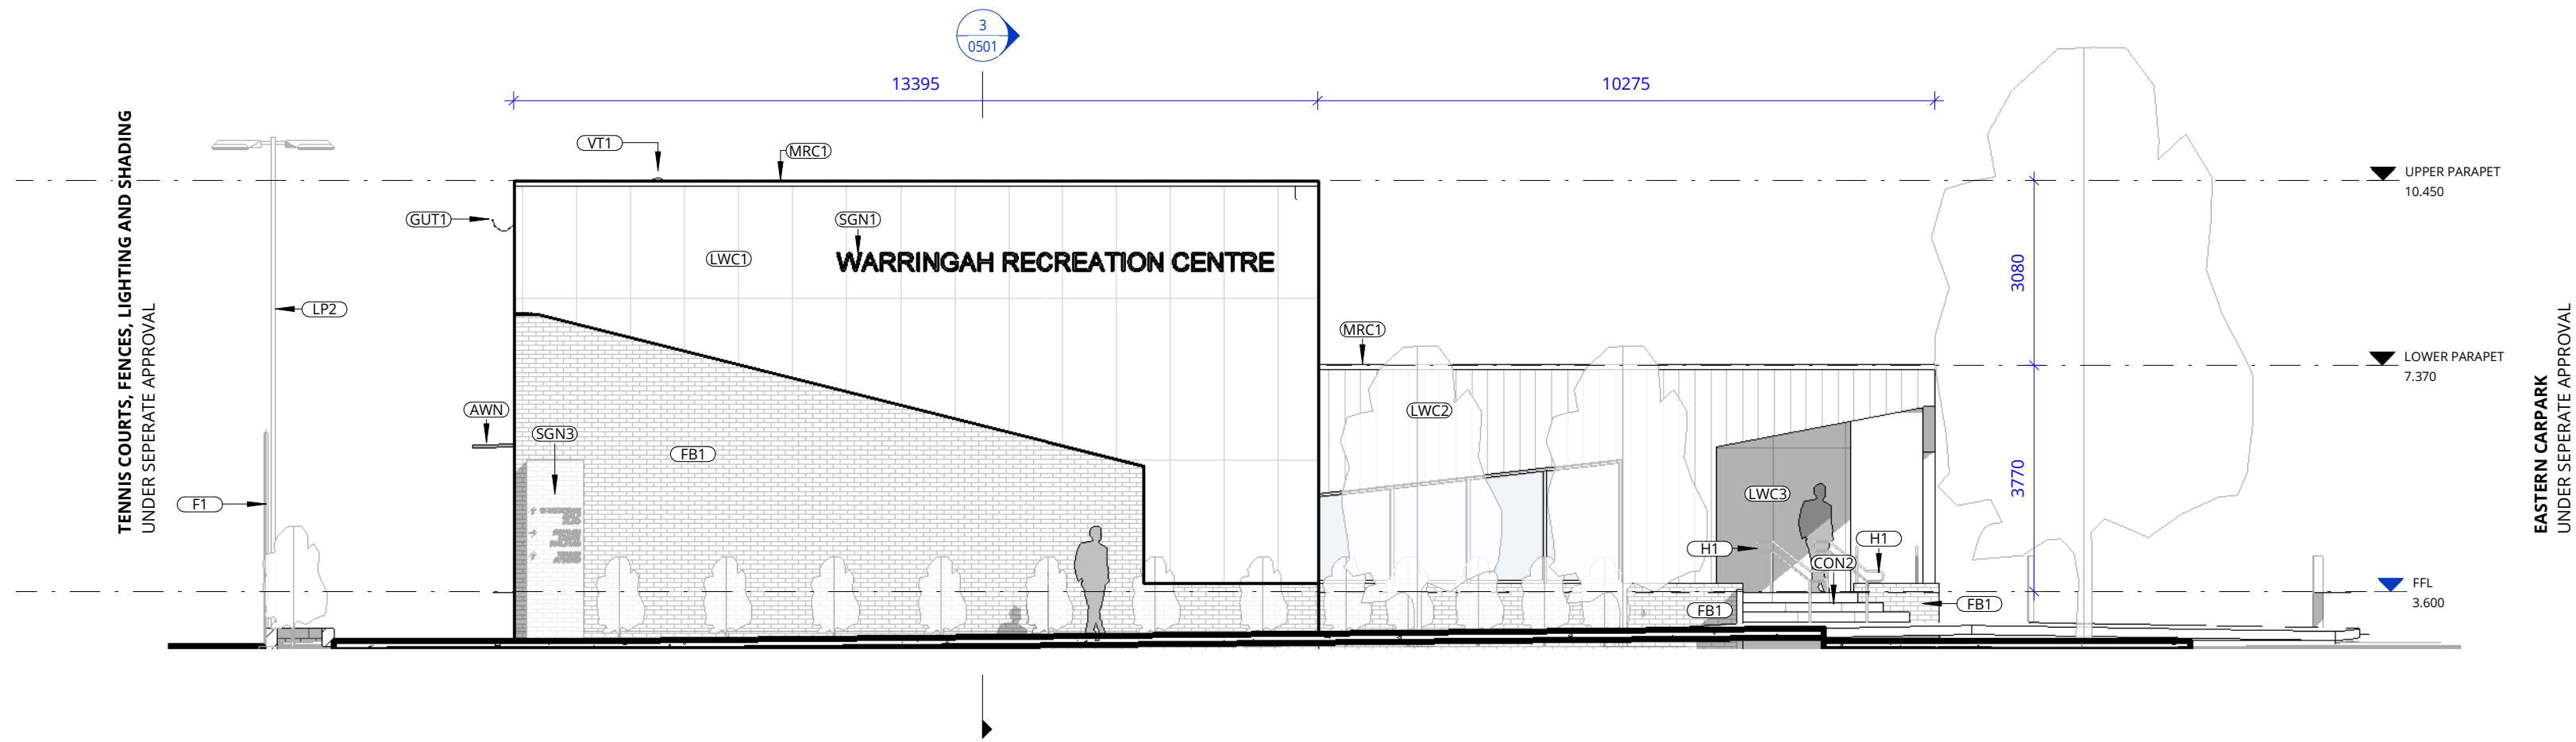 3
0501
13395
10275
VT1
MRC1
UPPER PARAPET
10.450
GUT1
SGN1
LWC1
WARRINGAH RECREATION CENTRE
3080
LP2
MRC1
LOWER PARAPET
7.370
AWN
SGN3
LWC2
FB1
3770
F1
LWC3
H1
H1
CON2
FFL
3.600
FB1
FB1
TENNIS COURTS, FENCES, LIGHTING AND SHADING
UNDER SEPERATE APPROVAL
EASTERN CARPARK
UNDER SEPERATE APPROVAL